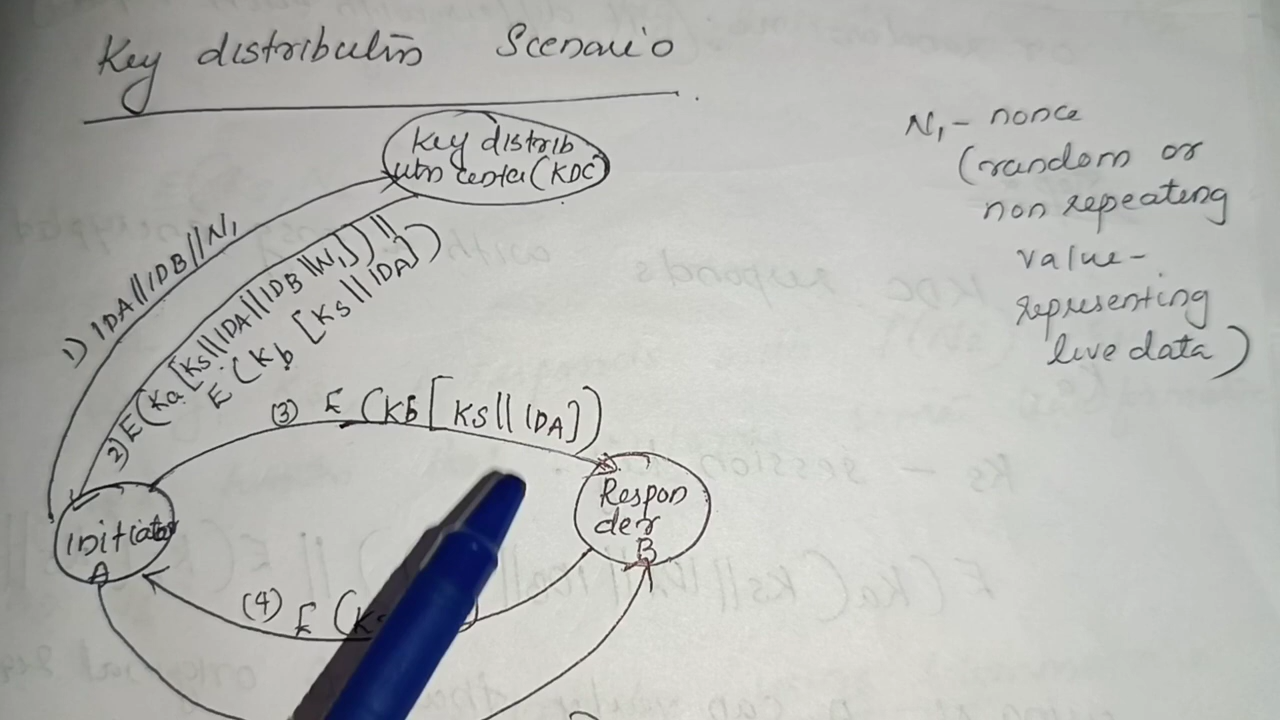 Key distribution Scenario
Key distrib
ution center (KDC)
N1 - nonce
(random or
non repeating
value-
representing
live data)
1) IDA||IDB||N1
2) E(Ka[Ks||IDA||IDB||N1]) ||
E(Kb [Ks||IDA])
(3) E (Kb[Ks||IDA])
Initiator
A
Respon
der
B
(4) E (Ks